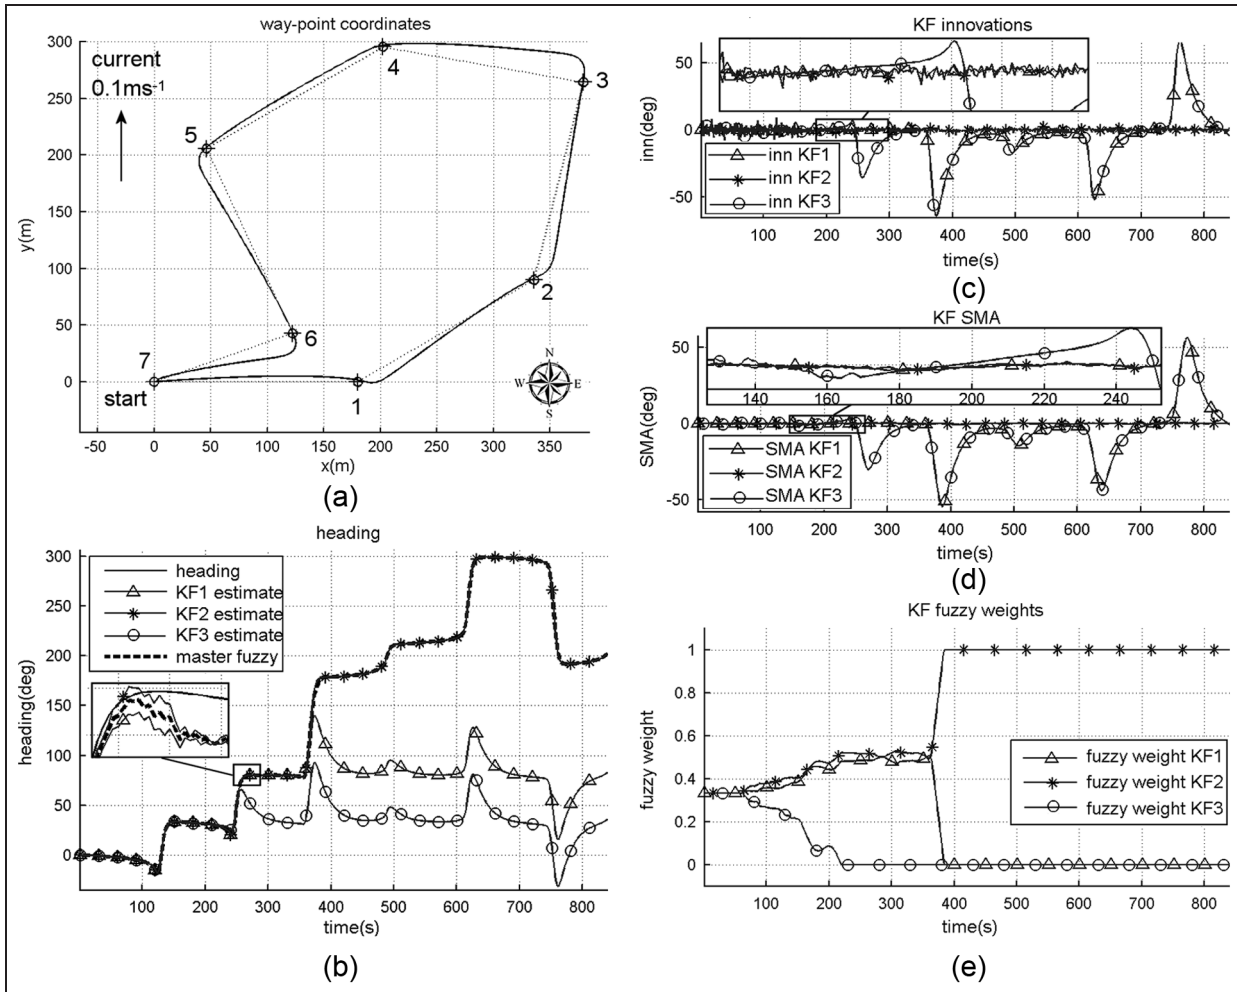 way-point coordinates
300
250
200
150
100
50
0
-50
0
50
100
150
200
250
300
350
y(m)
x(m)
current
0.1ms-1
start
1
2
3
4
5
6
7
N
W
E
S
(a)
heading
300
250
200
150
100
50
0
0
100
200
300
400
500
600
700
800
heading(deg)
time(s)
heading
KF1 estimate
KF2 estimate
KF3 estimate
master fuzzy
(b)
KF innovations
50
0
-50
100
200
300
400
500
600
700
800
inn(deg)
time(s)
inn KF1
inn KF2
inn KF3
(c)
KF SMA
140
160
180
200
220
240
50
0
-50
100
200
300
400
500
600
700
800
SMA(deg)
time(s)
SMA KF1
SMA KF2
SMA KF3
(d)
KF fuzzy weights
1
0.8
0.6
0.4
0.2
0
100
200
300
400
500
600
700
800
fuzzy weight
time(s)
fuzzy weight KF1
fuzzy weight KF2
fuzzy weight KF3
(e)